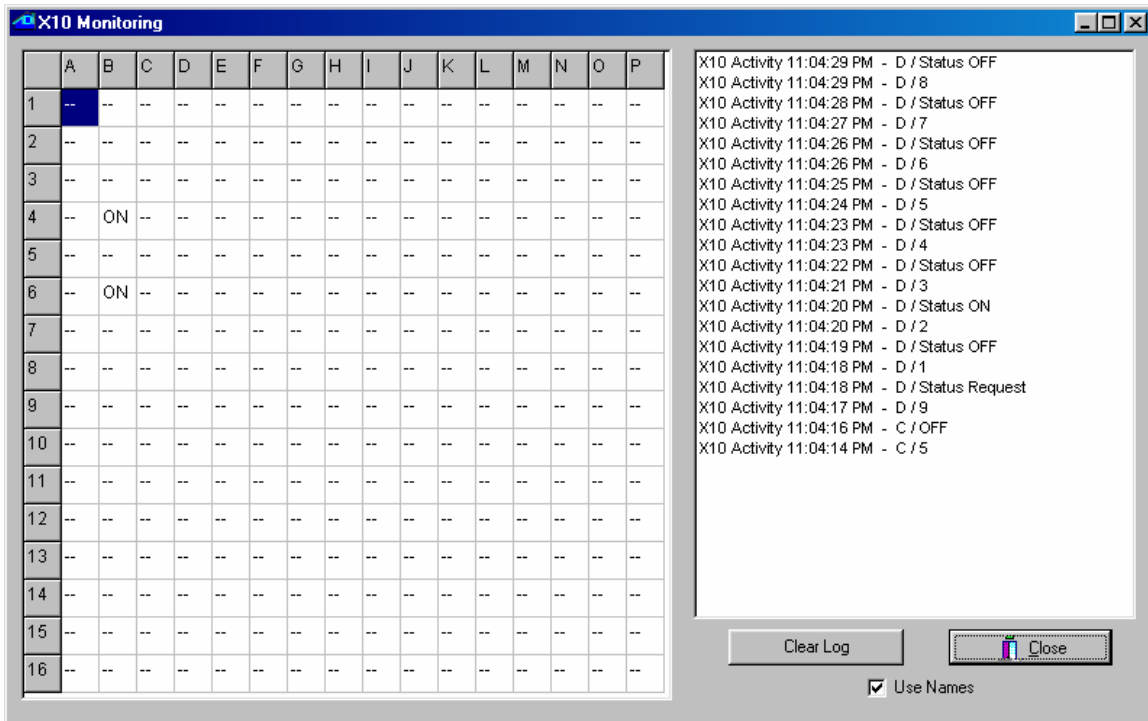 X10 Monitoring
A B C D E F G H I J K L M N O P
1 -- -- -- -- -- -- -- -- -- -- -- -- -- -- -- --
2 -- -- -- -- -- -- -- -- -- -- -- -- -- -- -- --
3 -- -- -- -- -- -- -- -- -- -- -- -- -- -- -- --
4 -- ON -- -- -- -- -- -- -- -- -- -- -- -- -- --
5 -- -- -- -- -- -- -- -- -- -- -- -- -- -- -- --
6 -- ON -- -- -- -- -- -- -- -- -- -- -- -- -- --
7 -- -- -- -- -- -- -- -- -- -- -- -- -- -- -- --
8 -- -- -- -- -- -- -- -- -- -- -- -- -- -- -- --
9 -- -- -- -- -- -- -- -- -- -- -- -- -- -- -- --
10 -- -- -- -- -- -- -- -- -- -- -- -- -- -- -- --
11 -- -- -- -- -- -- -- -- -- -- -- -- -- -- -- --
12 -- -- -- -- -- -- -- -- -- -- -- -- -- -- -- --
13 -- -- -- -- -- -- -- -- -- -- -- -- -- -- -- --
14 -- -- -- -- -- -- -- -- -- -- -- -- -- -- -- --
15 -- -- -- -- -- -- -- -- -- -- -- -- -- -- -- --
16 -- -- -- -- -- -- -- -- -- -- -- -- -- -- -- --
X10 Activity 11:04:29 PM - D / Status OFF
X10 Activity 11:04:29 PM - D / 8
X10 Activity 11:04:28 PM - D / Status OFF
X10 Activity 11:04:27 PM - D / 7
X10 Activity 11:04:26 PM - D / Status OFF
X10 Activity 11:04:26 PM - D / 6
X10 Activity 11:04:25 PM - D / Status OFF
X10 Activity 11:04:24 PM - D / 5
X10 Activity 11:04:23 PM - D / Status OFF
X10 Activity 11:04:23 PM - D / 4
X10 Activity 11:04:22 PM - D / Status OFF
X10 Activity 11:04:21 PM - D / 3
X10 Activity 11:04:20 PM - D / Status ON
X10 Activity 11:04:20 PM - D / 2
X10 Activity 11:04:19 PM - D / Status OFF
X10 Activity 11:04:18 PM - D / 1
X10 Activity 11:04:18 PM - D / Status Request
X10 Activity 11:04:17 PM - D / 9
X10 Activity 11:04:16 PM - C / OFF
X10 Activity 11:04:14 PM - C / 5
Clear Log
Close
Use Names